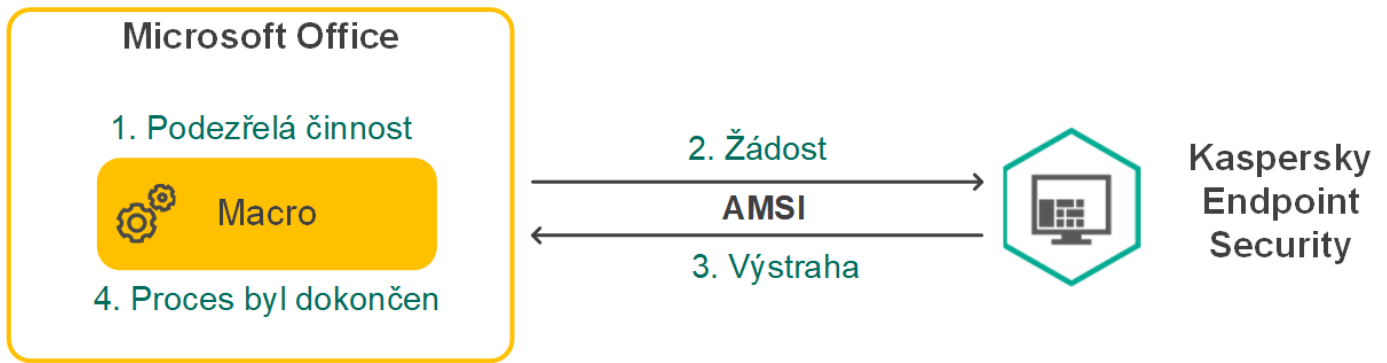 Microsoft Office
1. Podezřelá činnost
Macro
4. Proces byl dokončen
2. Žádost
AMSI
3. Výstraha
Kaspersky
Endpoint
Security